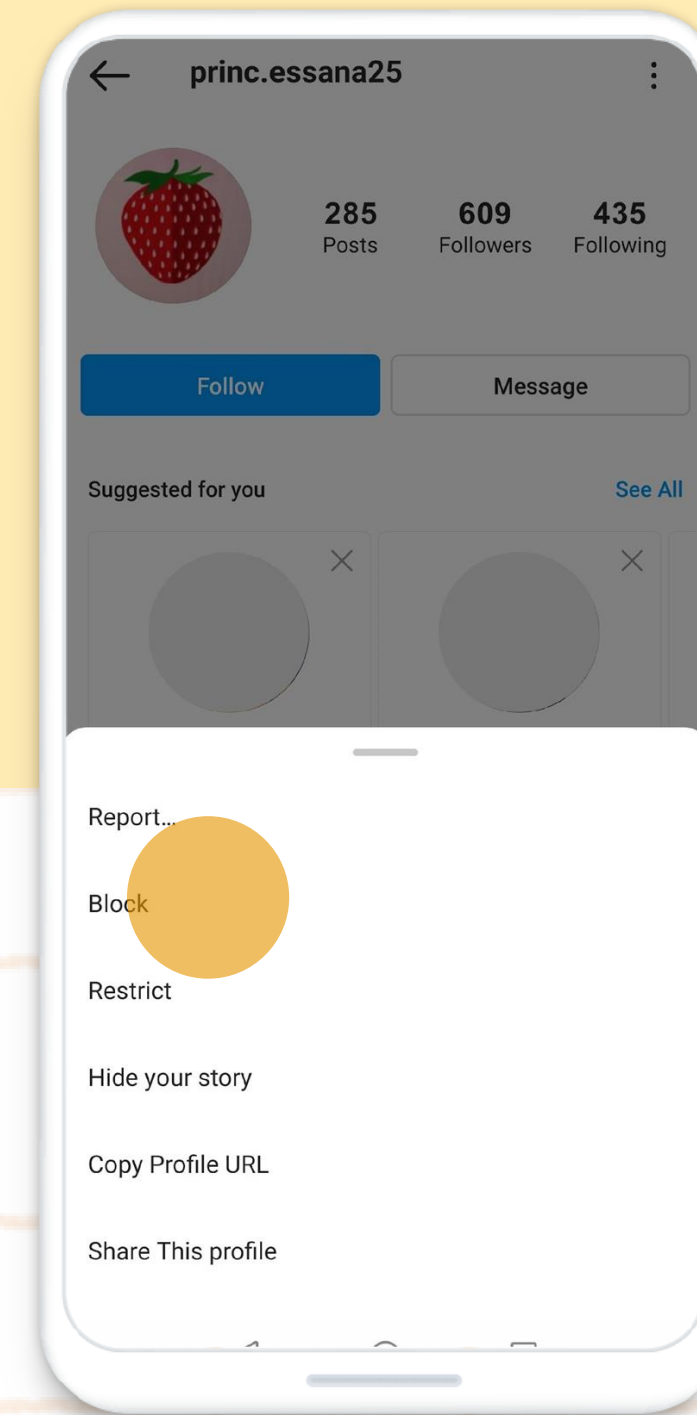 princ.essana25
285 609 435
Posts Followers Following
Follow Message
Suggested for you See All
Report...
Block
Restrict
Hide your story
Copy Profile URL
Share This profile